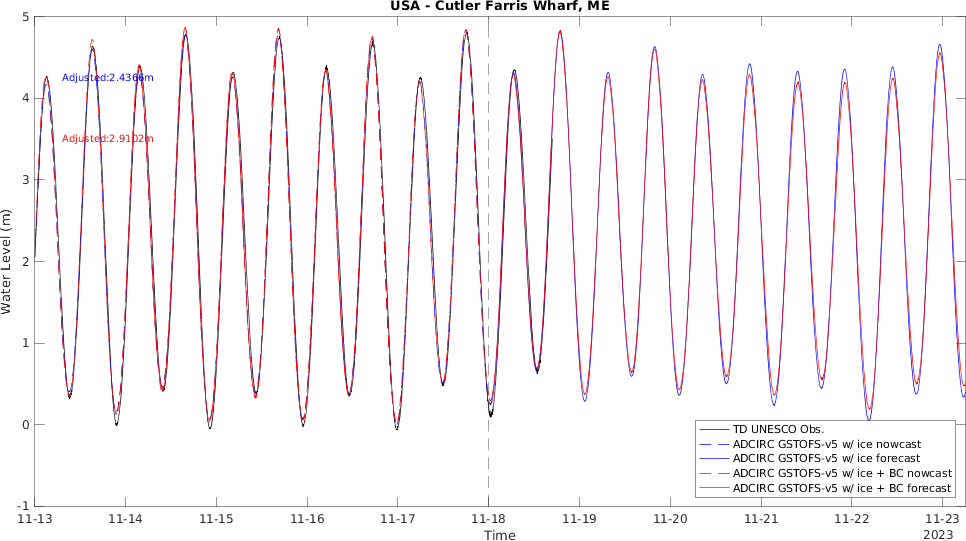 USA - Cutler Farris Wharf, ME
5
4
3
2
1
0
-1
Water Level (m)
Adjusted:2.4366m
Adjusted:2.9102m
TD UNESCO Obs.
ADCIRC GSTOFS-v5 w/ ice nowcast
ADCIRC GSTOFS-v5 w/ ice forecast
ADCIRC GSTOFS-v5 w/ ice + BC nowcast
ADCIRC GSTOFS-v5 w/ ice + BC forecast
11-13 11-14 11-15 11-16 11-17 11-18 11-19 11-20 11-21 11-22 11-23
Time
2023